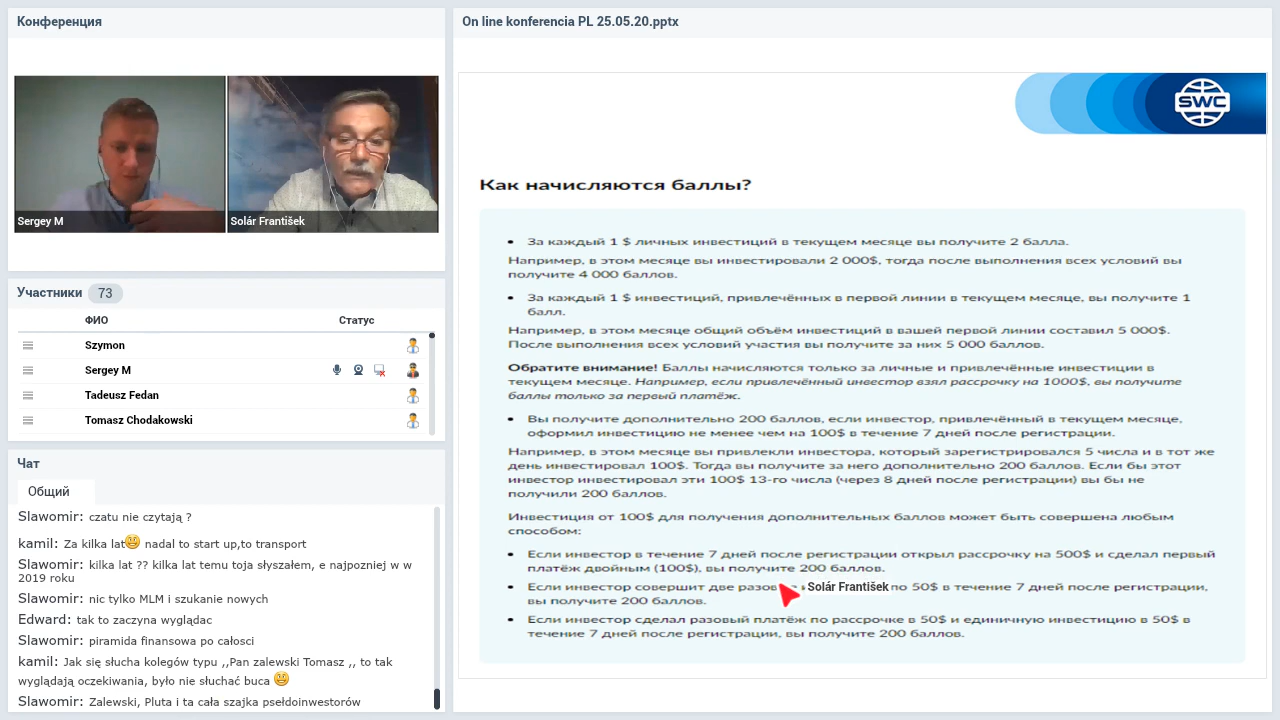 Конференция
Sergey M
Solár František
Участники 73
ФИО Статус
Szymon
Sergey M
Tadeusz Fedan
Tomasz Chodakowski
Чат
Общий
Slawomir: czatu nie czytają ?
kamil: Za kilka lat nadal to start up,to transport
Slawomir: kilka lat ?? kilka lat temu toja słyszałem, e najpozniej w w
2019 roku
Slawomir: nic tylko MLM i szukanie nowych
Edward: tak to zaczyna wygladac
Slawomir: piramida finansowa po całosci
kamil: Jak się słucha kolegów typu ,,Pan zalewski Tomasz ,, to tak
wyglądają oczekiwania, było nie słuchać buca
Slawomir: Zalewski, Pluta i ta cała szajka psełdoinwestorów
On line konferencia PL 25.05.20.pptx
SWC
Как начисляются баллы?
• За каждый 1 $ личных инвестиций в текущем месяце вы получите 2 балла.
Например, в этом месяце вы инвестировали 2 000$, тогда после выполнения всех условий вы
получите 4 000 баллов.
• За каждый 1 $ инвестиций, привлечённых в первой линии в текущем месяце, вы получите 1
балл.
Например, в этом месяце общий объём инвестиций в вашей первой линии составил 5 000$.
После выполнения всех условий участия вы получите за них 5 000 баллов.
Обратите внимание! Баллы начисляются только за личные и привлечённые инвестиции в
текущем месяце. Например, если привлечённый инвестор взял рассрочку на 1000$, вы получите
баллы только за первый платёж.
• Вы получите дополнительно 200 баллов, если инвестор, привлечённый в текущем месяце,
оформил инвестицию не менее чем на 100$ в течение 7 дней после регистрации.
Например, в этом месяце вы привлекли инвестора, который зарегистрировался 5 числа и в тот же
день инвестировал 100$. Тогда вы получите за него дополнительно 200 баллов. Если бы этот
инвестор инвестировал эти 100$ 13-го числа (через 8 дней после регистрации) вы бы не
получили 200 баллов.
Инвестиция от 100$ для получения дополнительных баллов может быть совершена любым
способом:
• Если инвестор в течение 7 дней после регистрации открыл рассрочку на 500$ и сделал первый
платёж двойным (100$), вы получите 200 баллов.
• Если инвестор совершит две Solár František по 50$ в течение 7 дней после регистрации,
вы получите 200 баллов.
• Если инвестор сделал разовый платёж по рассрочке в 50$ и единичную инвестицию в 50$ в
течение 7 дней после регистрации, вы получите 200 баллов.